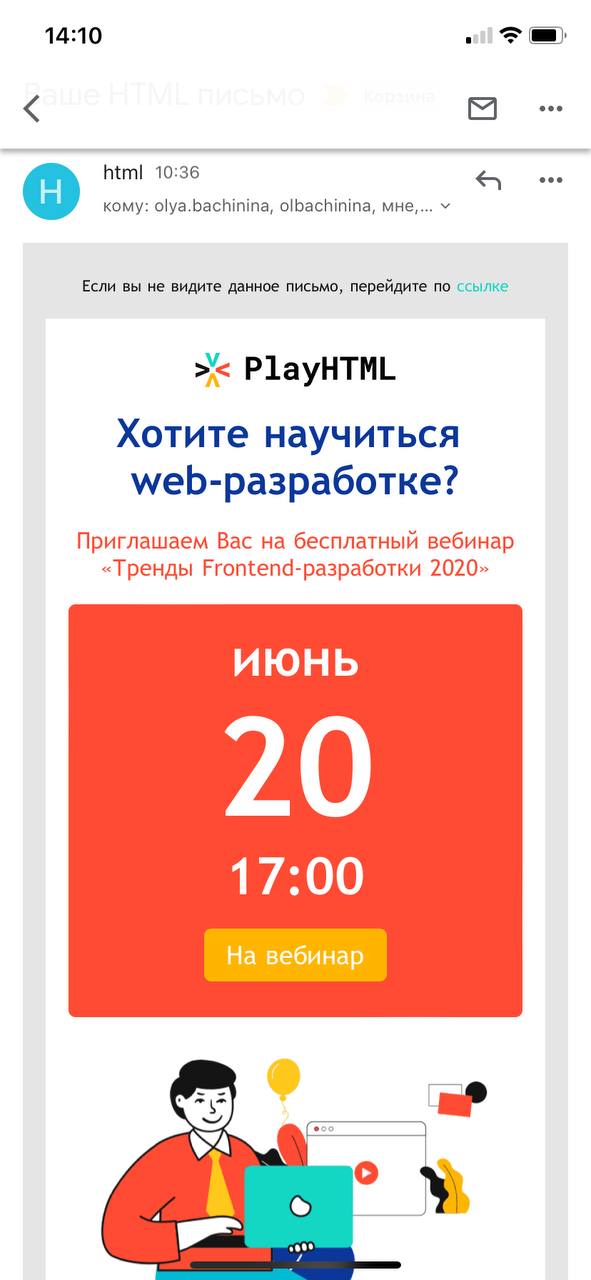 14:10
Ваше HTML письмо Корзина
H
html 10:36
кому: olya.bachinina, olbachinina, мне,...
Если вы не видите данное письмо, перейдите по ссылке
PlayHTML
Хотите научиться
web-разработке?
Приглашаем Вас на бесплатный вебинар
«Тренды Frontend-разработки 2020»
ИЮНЬ
20
17:00
На вебинар